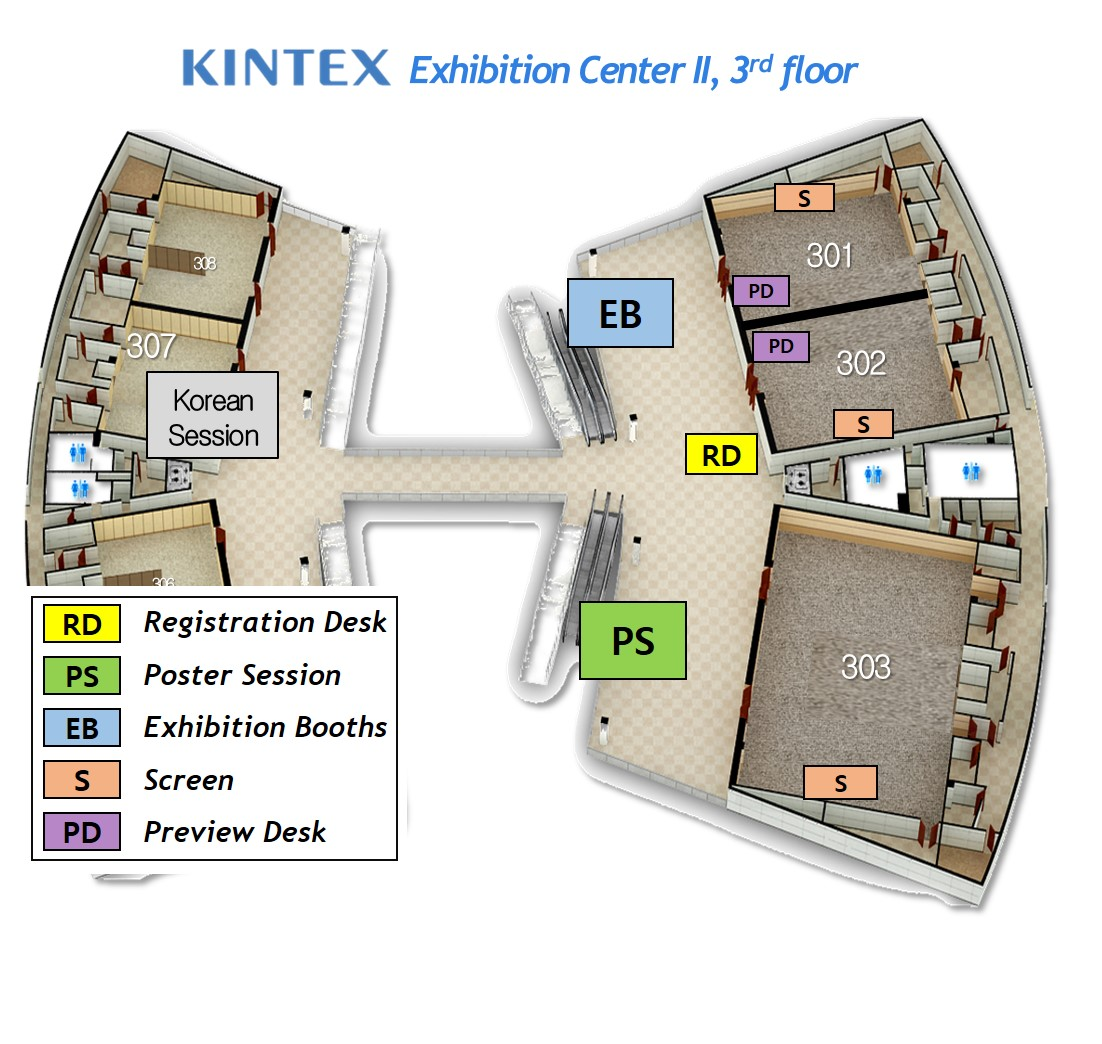 KINTEX Exhibition Center II, 3rd floor
S
301
308
PD
EB
307
PD
302
Korean
Session
S
RD
306
RD Registration Desk
PS Poster Session
EB Exhibition Booths
S Screen
PD Preview Desk
PS
303
S